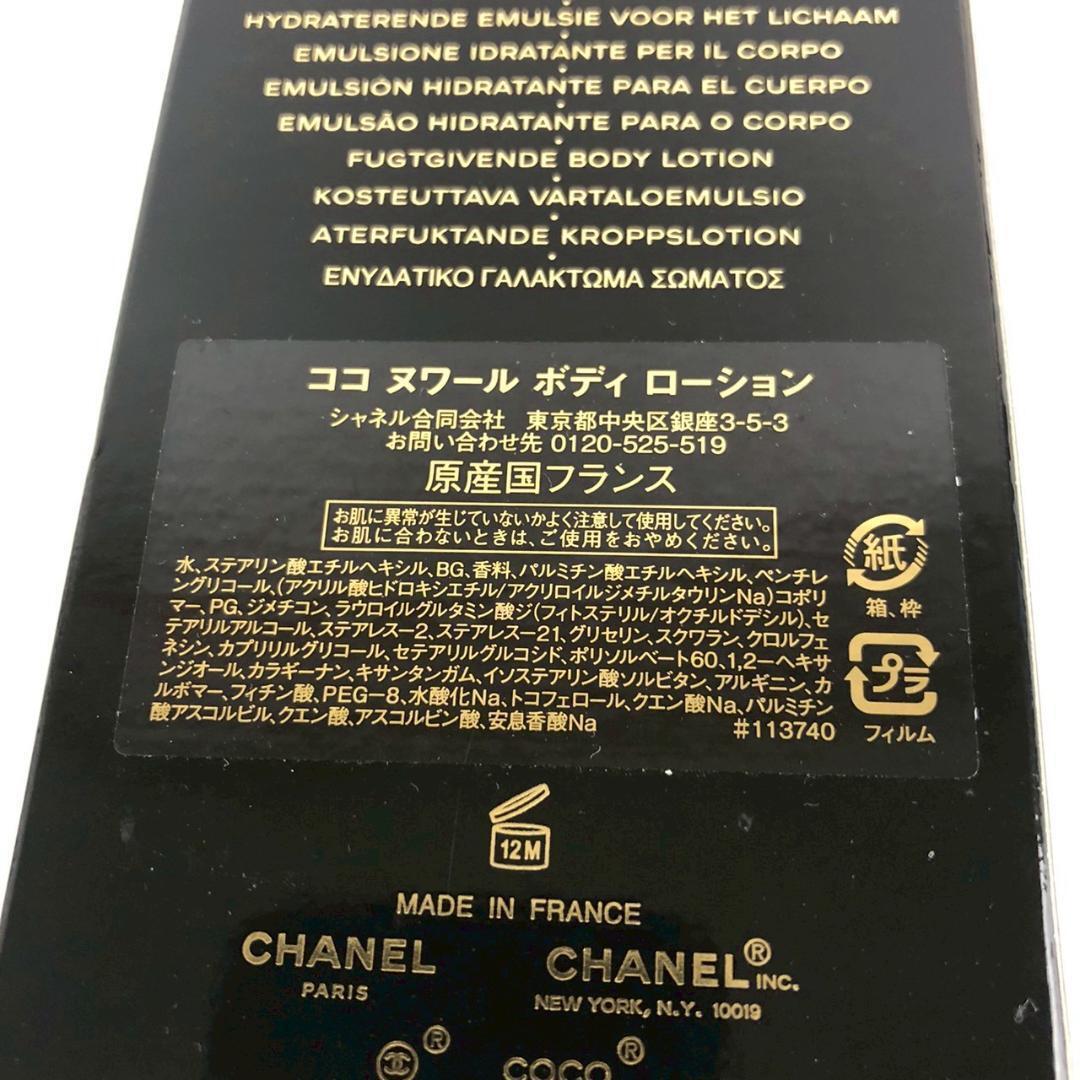 HYDRATERENDE EMULSIE VOOR HET LICHAAM
EMULSIONE IDRATANTE PER IL CORPO
EMULSIÓN HIDRATANTE PARA EL CUERPO
EMULSÃO HIDRATANTE PARA O CORPO
FUGTGIVENDE BODY LOTION
KOSTEUTTAVA VARTALOEMULSIO
ÅTERFUKTANDE KROPPSLOTION
ΕΝΥΔΑΤΙΚΟ ΓΑΛΑΚΤΩΜΑ ΣΩΜΑΤΟΣ
ココ ヌワール ボディ ローション
シャネル合同会社 東京都中央区銀座3-5-3
お問い合わせ先 0120-525-519
原産国フランス
お肌に異常が生じていないかよく注意して使用してください。
お肌に合わないときは、ご使用をおやめください。
水、ステアリン酸エチルヘキシル、BG、香料、パルミチン酸エチルヘキシル、ペンチレ
ングリコール、(アクリル酸ヒドロキシエチル/アクリロイルジメチルタウリンNa)コポリ
マー、PG、ジメチコン、ラウロイルグルタミン酸ジ(フィトステリル/オクチルドデシル)、セ
テアリルアルコール、ステアレス-2、ステアレス-21、グリセリン、スクワラン、クロルフェ
ネシン、カプリリルグリコール、セテアリルグルコシド、ポリソルベート60、1,2-ヘキサ
ンジオール、カラギーナン、キサンタンガム、イソステアリン酸ソルビタン、アルギニン、カ
ルボマー、フィチン酸、PEG-8、水酸化Na、トコフェロール、クエン酸Na、パルミチン
酸アスコルビル、クエン酸、アスコルビン酸、安息香酸Na
#113740
紙
箱、枠
プラ
フィルム
12M
MADE IN FRANCE
CHANEL
PARIS
CHANEL® INC.
NEW YORK, N.Y. 10019
®
COCO®